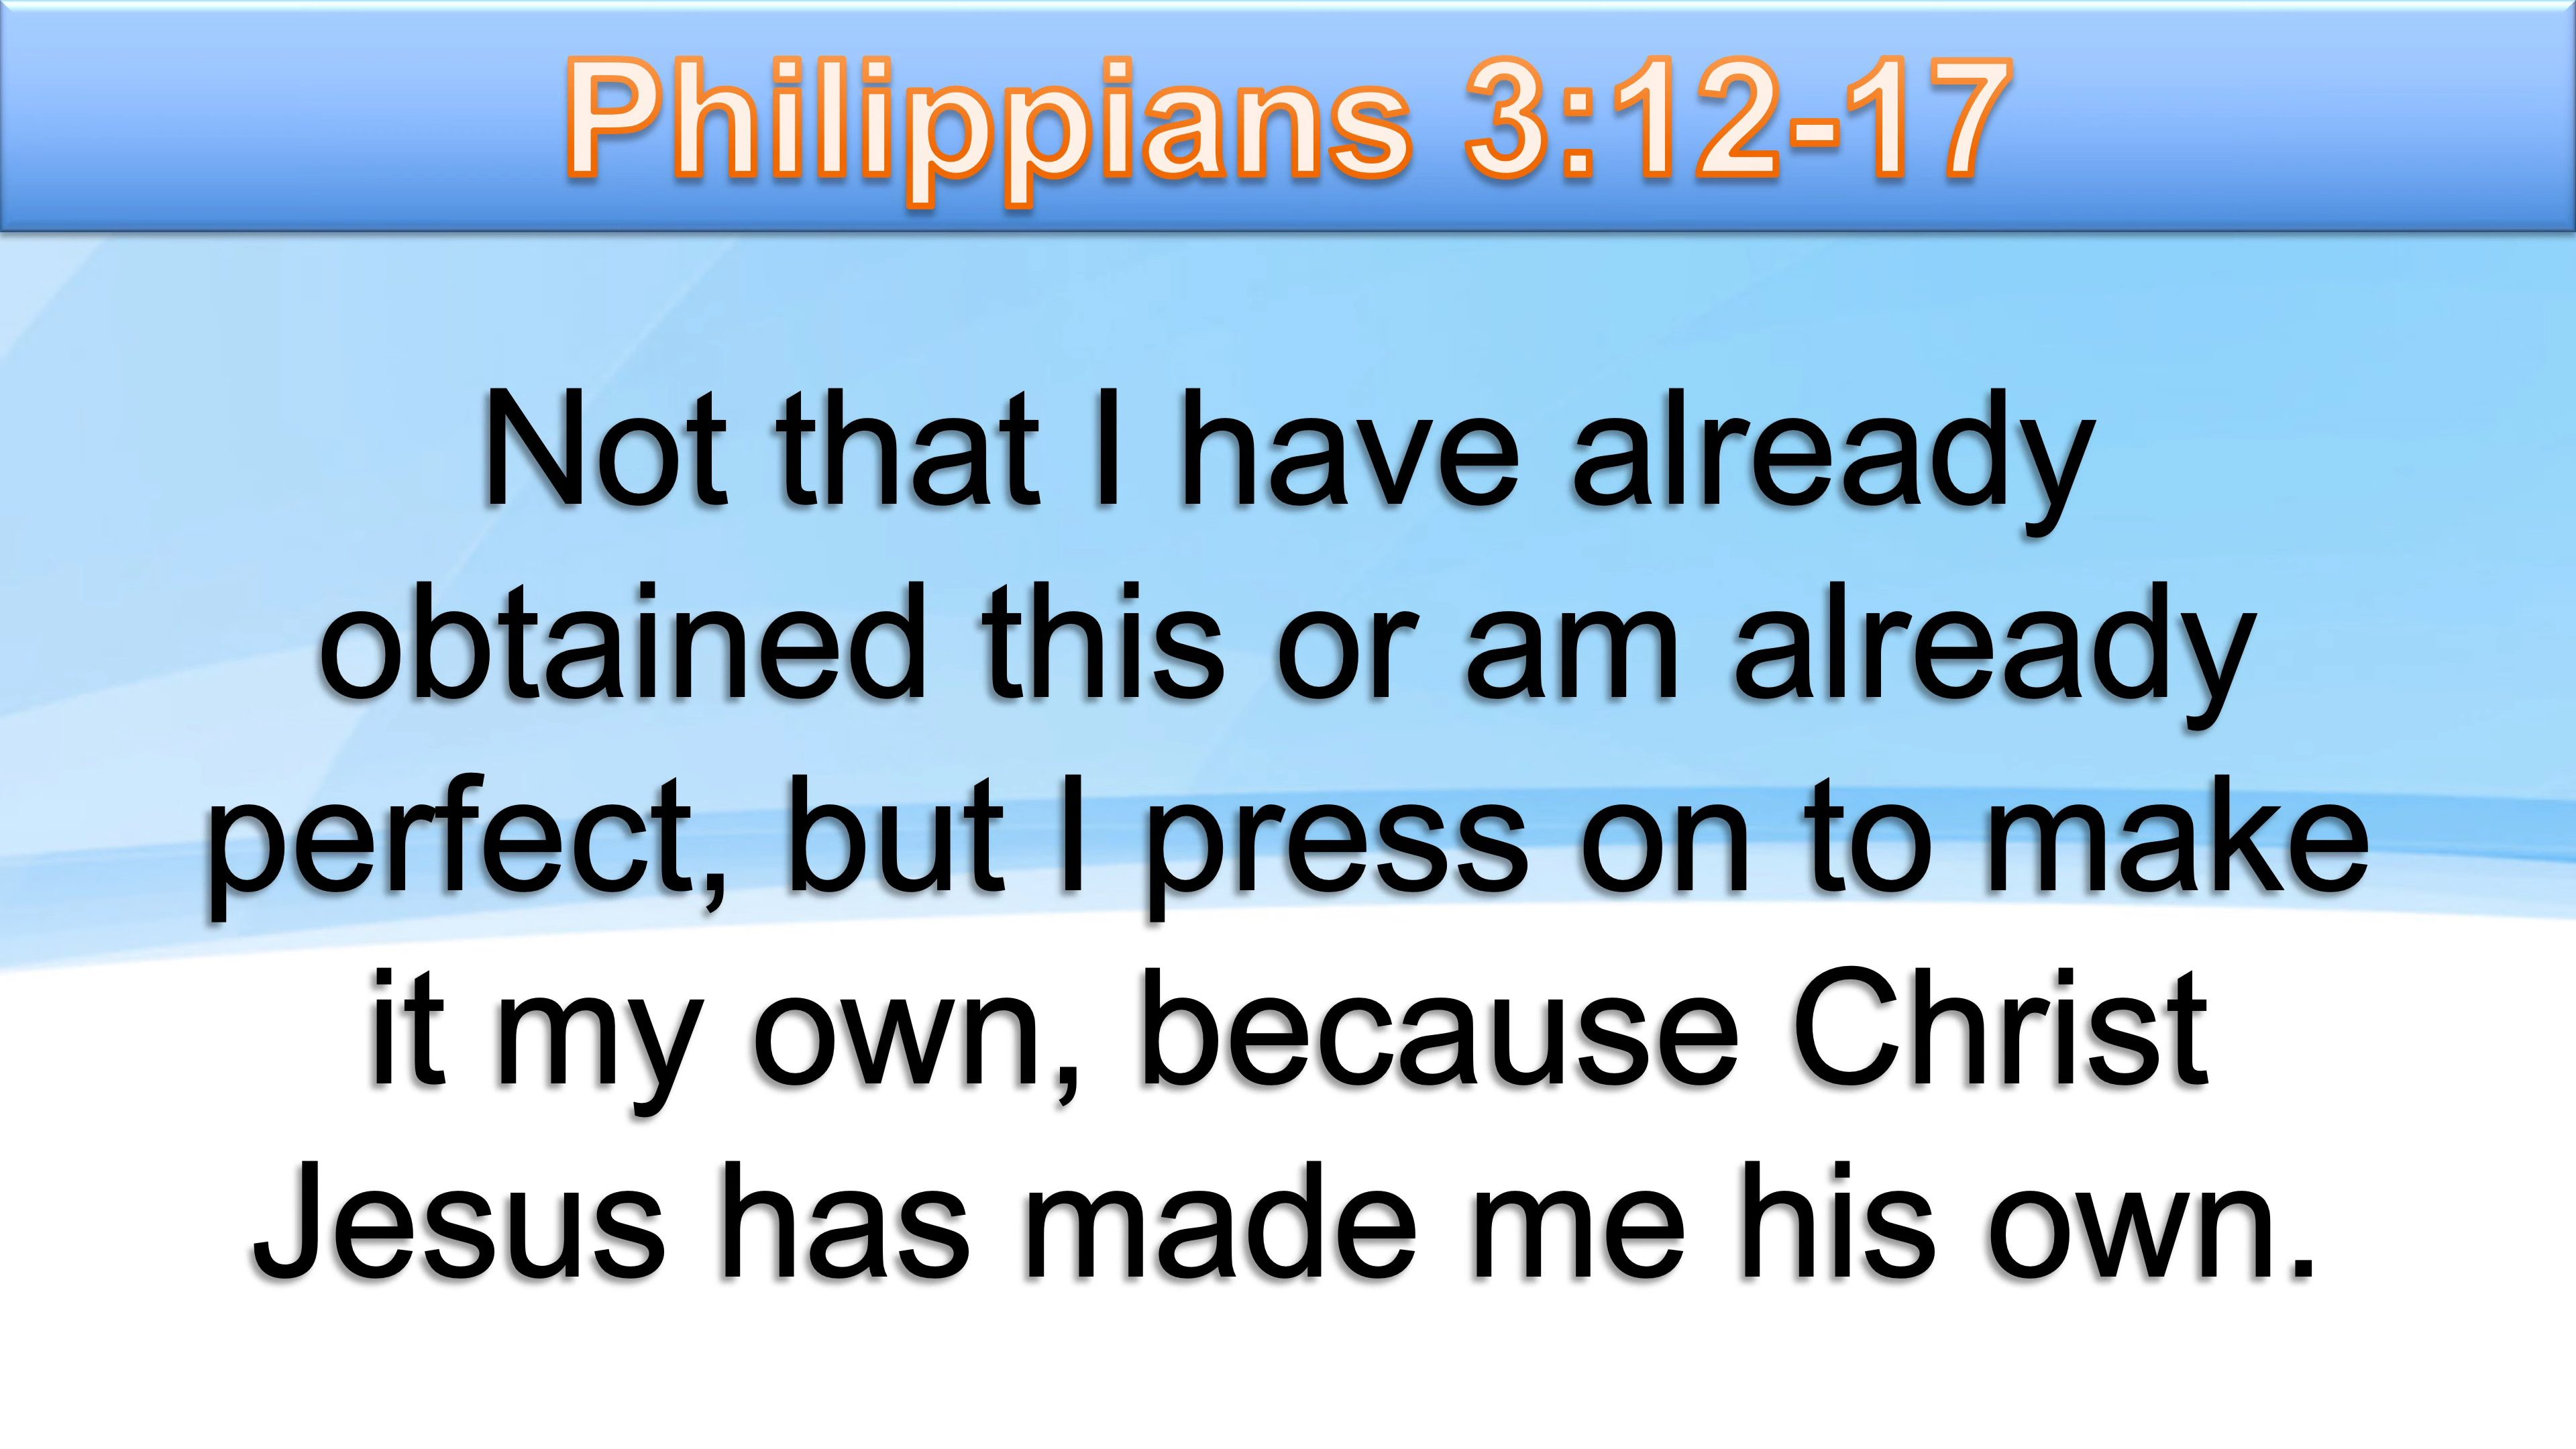 Philippians 3:12-17
Not that I have already
obtained this or am already
perfect, but I press on to make
it my own, because Christ
Jesus has made me his own.